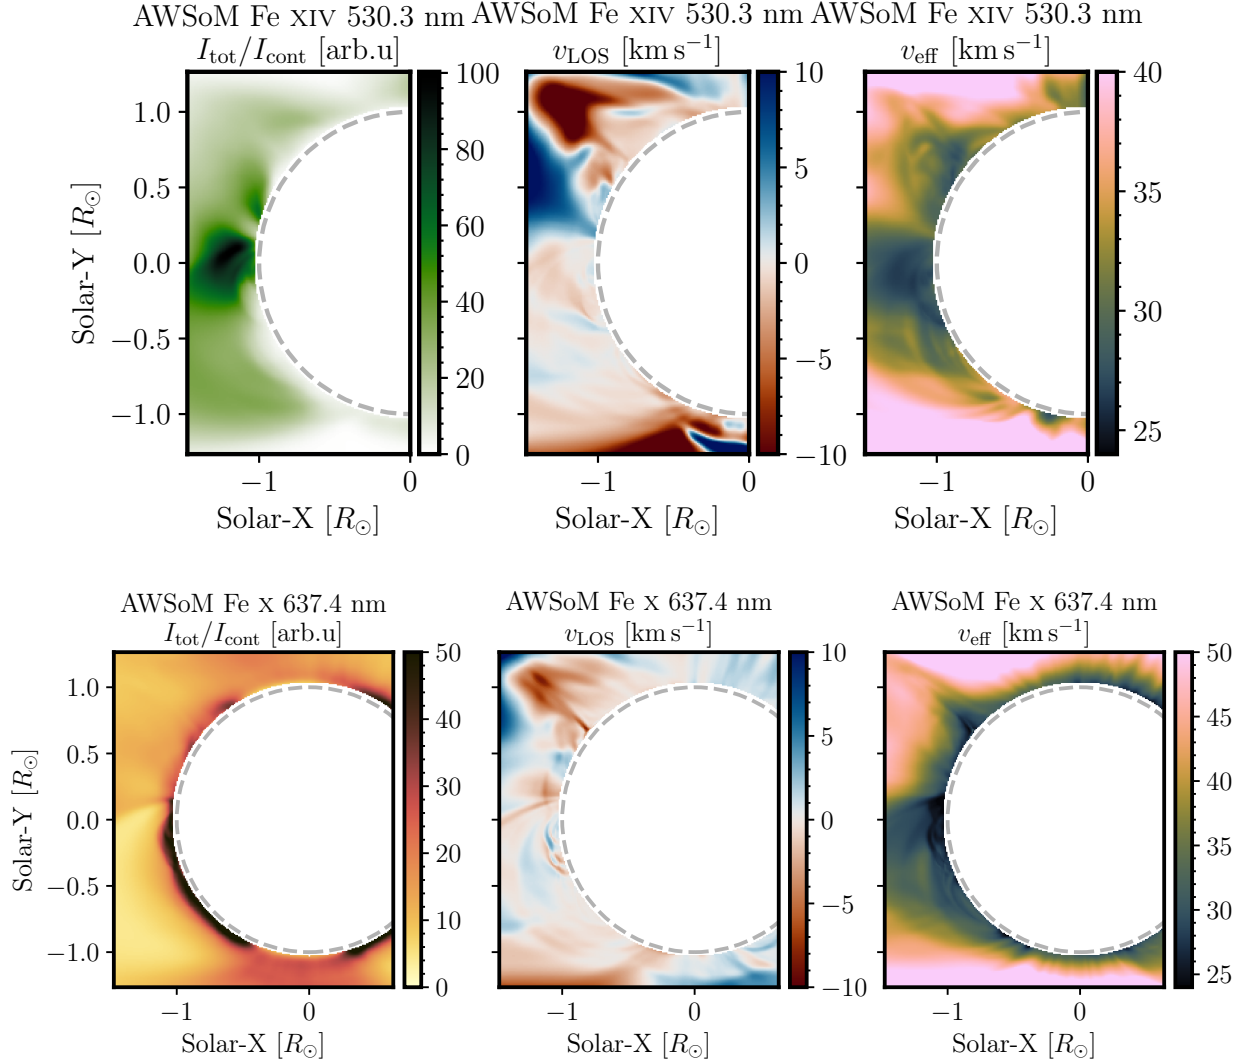 AWSoM Fe XIV 530.3 nm
I_tot/I_cont [arb.u]
AWSoM Fe XIV 530.3 nm
v_LOS [km s⁻¹]
AWSoM Fe XIV 530.3 nm
v_eff [km s⁻¹]
Solar-Y [R☉]
1.0
0.5
0.0
−0.5
−1.0
−1
0
Solar-X [R☉]
100
80
60
40
20
0
−1
0
Solar-X [R☉]
10
5
0
−5
−10
−1
0
Solar-X [R☉]
40
35
30
25
AWSoM Fe X 637.4 nm
I_tot/I_cont [arb.u]
AWSoM Fe X 637.4 nm
v_LOS [km s⁻¹]
AWSoM Fe X 637.4 nm
v_eff [km s⁻¹]
Solar-Y [R☉]
1.0
0.5
0.0
−0.5
−1.0
−1
0
Solar-X [R☉]
50
40
30
20
10
0
−1
0
Solar-X [R☉]
10
5
0
−5
−10
−1
0
Solar-X [R☉]
50
45
40
35
30
25